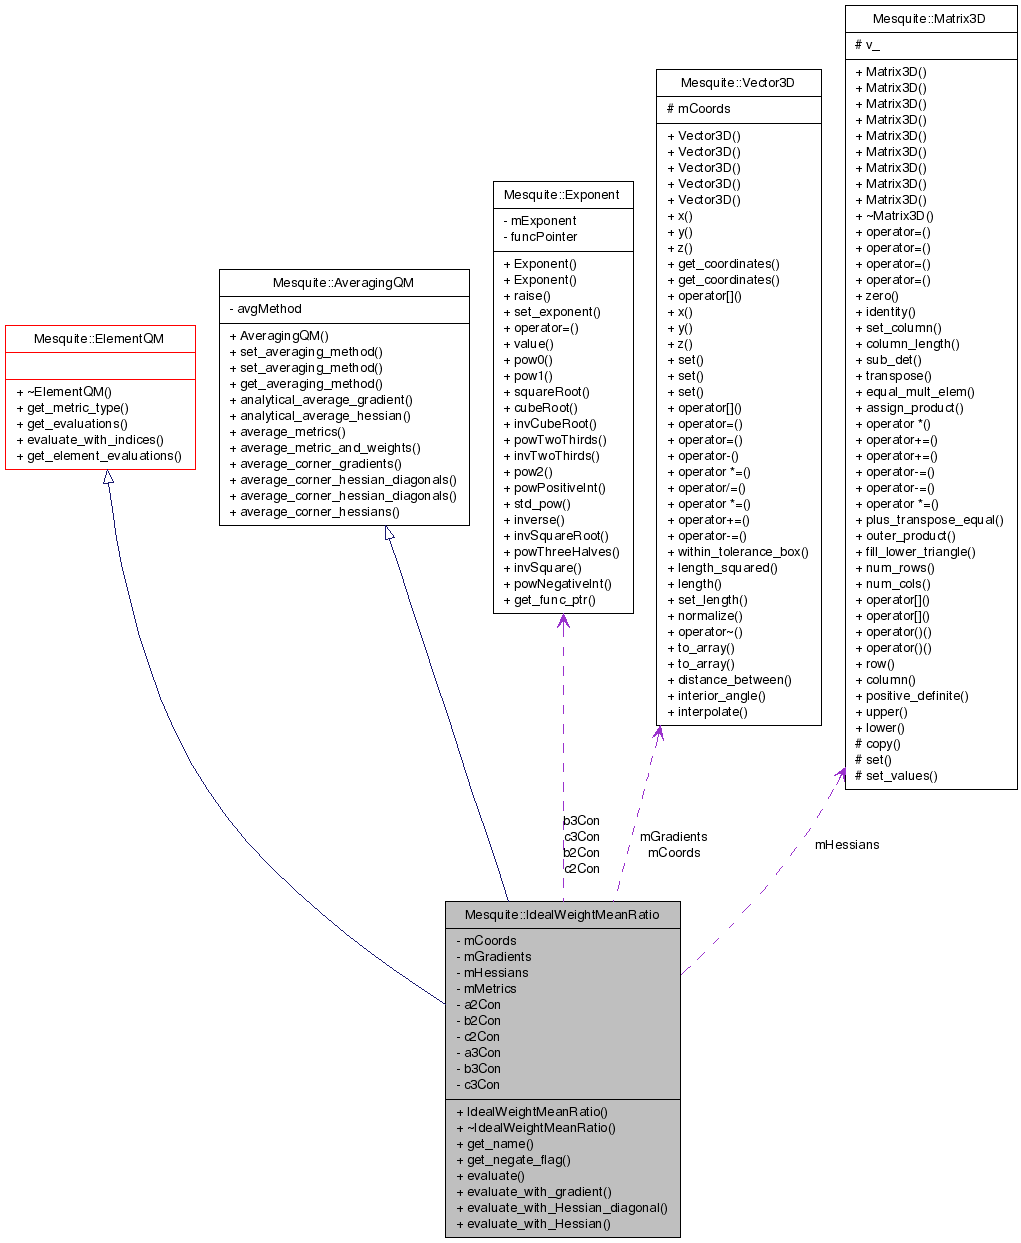 Mesquite::Matrix3D
# v_
+ Matrix3D()
+ Matrix3D()
+ Matrix3D()
+ Matrix3D()
+ Matrix3D()
+ Matrix3D()
+ Matrix3D()
+ Matrix3D()
+ Matrix3D()
+ ~Matrix3D()
+ operator=()
+ operator=()
+ operator=()
+ operator=()
+ zero()
+ identity()
+ set_column()
+ column_length()
+ sub_det()
+ transpose()
+ equal_mult_elem()
+ assign_product()
+ operator *()
+ operator+=()
+ operator+=()
+ operator-=()
+ operator-=()
+ operator *=()
+ plus_transpose_equal()
+ outer_product()
+ fill_lower_triangle()
+ num_rows()
+ num_cols()
+ operator[]()
+ operator[]()
+ operator()()
+ operator()()
+ row()
+ column()
+ positive_definite()
+ upper()
+ lower()
# copy()
# set()
# set_values()
Mesquite::Vector3D
# mCoords
+ Vector3D()
+ Vector3D()
+ Vector3D()
+ Vector3D()
+ Vector3D()
+ x()
+ y()
+ z()
+ get_coordinates()
+ get_coordinates()
+ operator[]()
+ x()
+ y()
+ z()
+ set()
+ set()
+ set()
+ operator[]()
+ operator=()
+ operator=()
+ operator-()
+ operator *=()
+ operator/=()
+ operator *=()
+ operator+=()
+ operator-=()
+ within_tolerance_box()
+ length_squared()
+ length()
+ set_length()
+ normalize()
+ operator~()
+ to_array()
+ to_array()
+ distance_between()
+ interior_angle()
+ interpolate()
Mesquite::Exponent
- mExponent
- funcPointer
+ Exponent()
+ Exponent()
+ raise()
+ set_exponent()
+ operator=()
+ value()
+ pow0()
+ pow1()
+ squareRoot()
+ cubeRoot()
+ invCubeRoot()
+ powTwoThirds()
+ invTwoThirds()
+ pow2()
+ powPositiveInt()
+ std_pow()
+ inverse()
+ invSquareRoot()
+ powThreeHalves()
+ invSquare()
+ powNegativeInt()
+ get_func_ptr()
Mesquite::AveragingQM
- avgMethod
+ AveragingQM()
+ set_averaging_method()
+ set_averaging_method()
+ get_averaging_method()
+ analytical_average_gradient()
+ analytical_average_hessian()
+ average_metrics()
+ average_metric_and_weights()
+ average_corner_gradients()
+ average_corner_hessian_diagonals()
+ average_corner_hessian_diagonals()
+ average_corner_hessians()
Mesquite::ElementQM
+ ~ElementQM()
+ get_metric_type()
+ get_evaluations()
+ evaluate_with_indices()
+ get_element_evaluations()
b3Con
c3Con
b2Con
c2Con
mGradients
mCoords
mHessians
Mesquite::IdealWeightMeanRatio
- mCoords
- mGradients
- mHessians
- mMetrics
- a2Con
- b2Con
- c2Con
- a3Con
- b3Con
- c3Con
+ IdealWeightMeanRatio()
+ ~IdealWeightMeanRatio()
+ get_name()
+ get_negate_flag()
+ evaluate()
+ evaluate_with_gradient()
+ evaluate_with_Hessian_diagonal()
+ evaluate_with_Hessian()